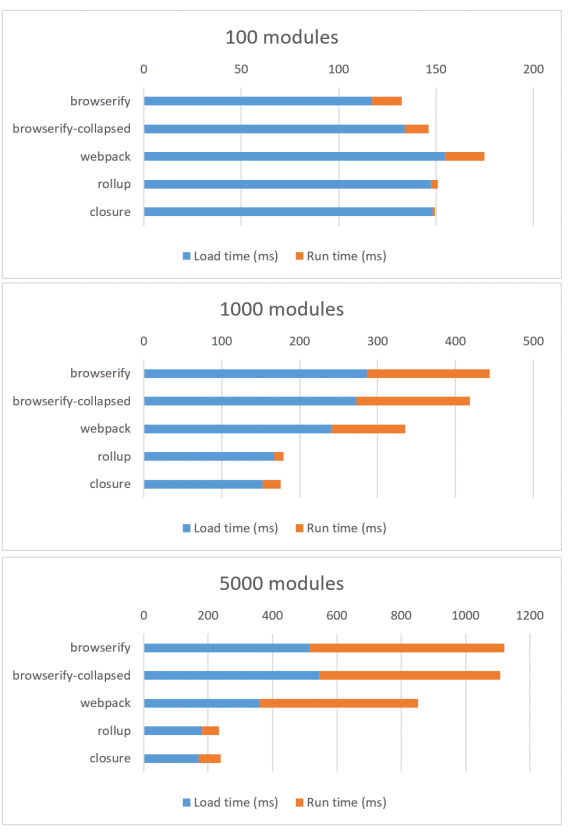 100 modules
0 50 100 150 200
browserify
browserify-collapsed
webpack
rollup
closure
Load time (ms) Run time (ms)
1000 modules
0 100 200 300 400 500
browserify
browserify-collapsed
webpack
rollup
closure
Load time (ms) Run time (ms)
5000 modules
0 200 400 600 800 1000 1200
browserify
browserify-collapsed
webpack
rollup
closure
Load time (ms) Run time (ms)